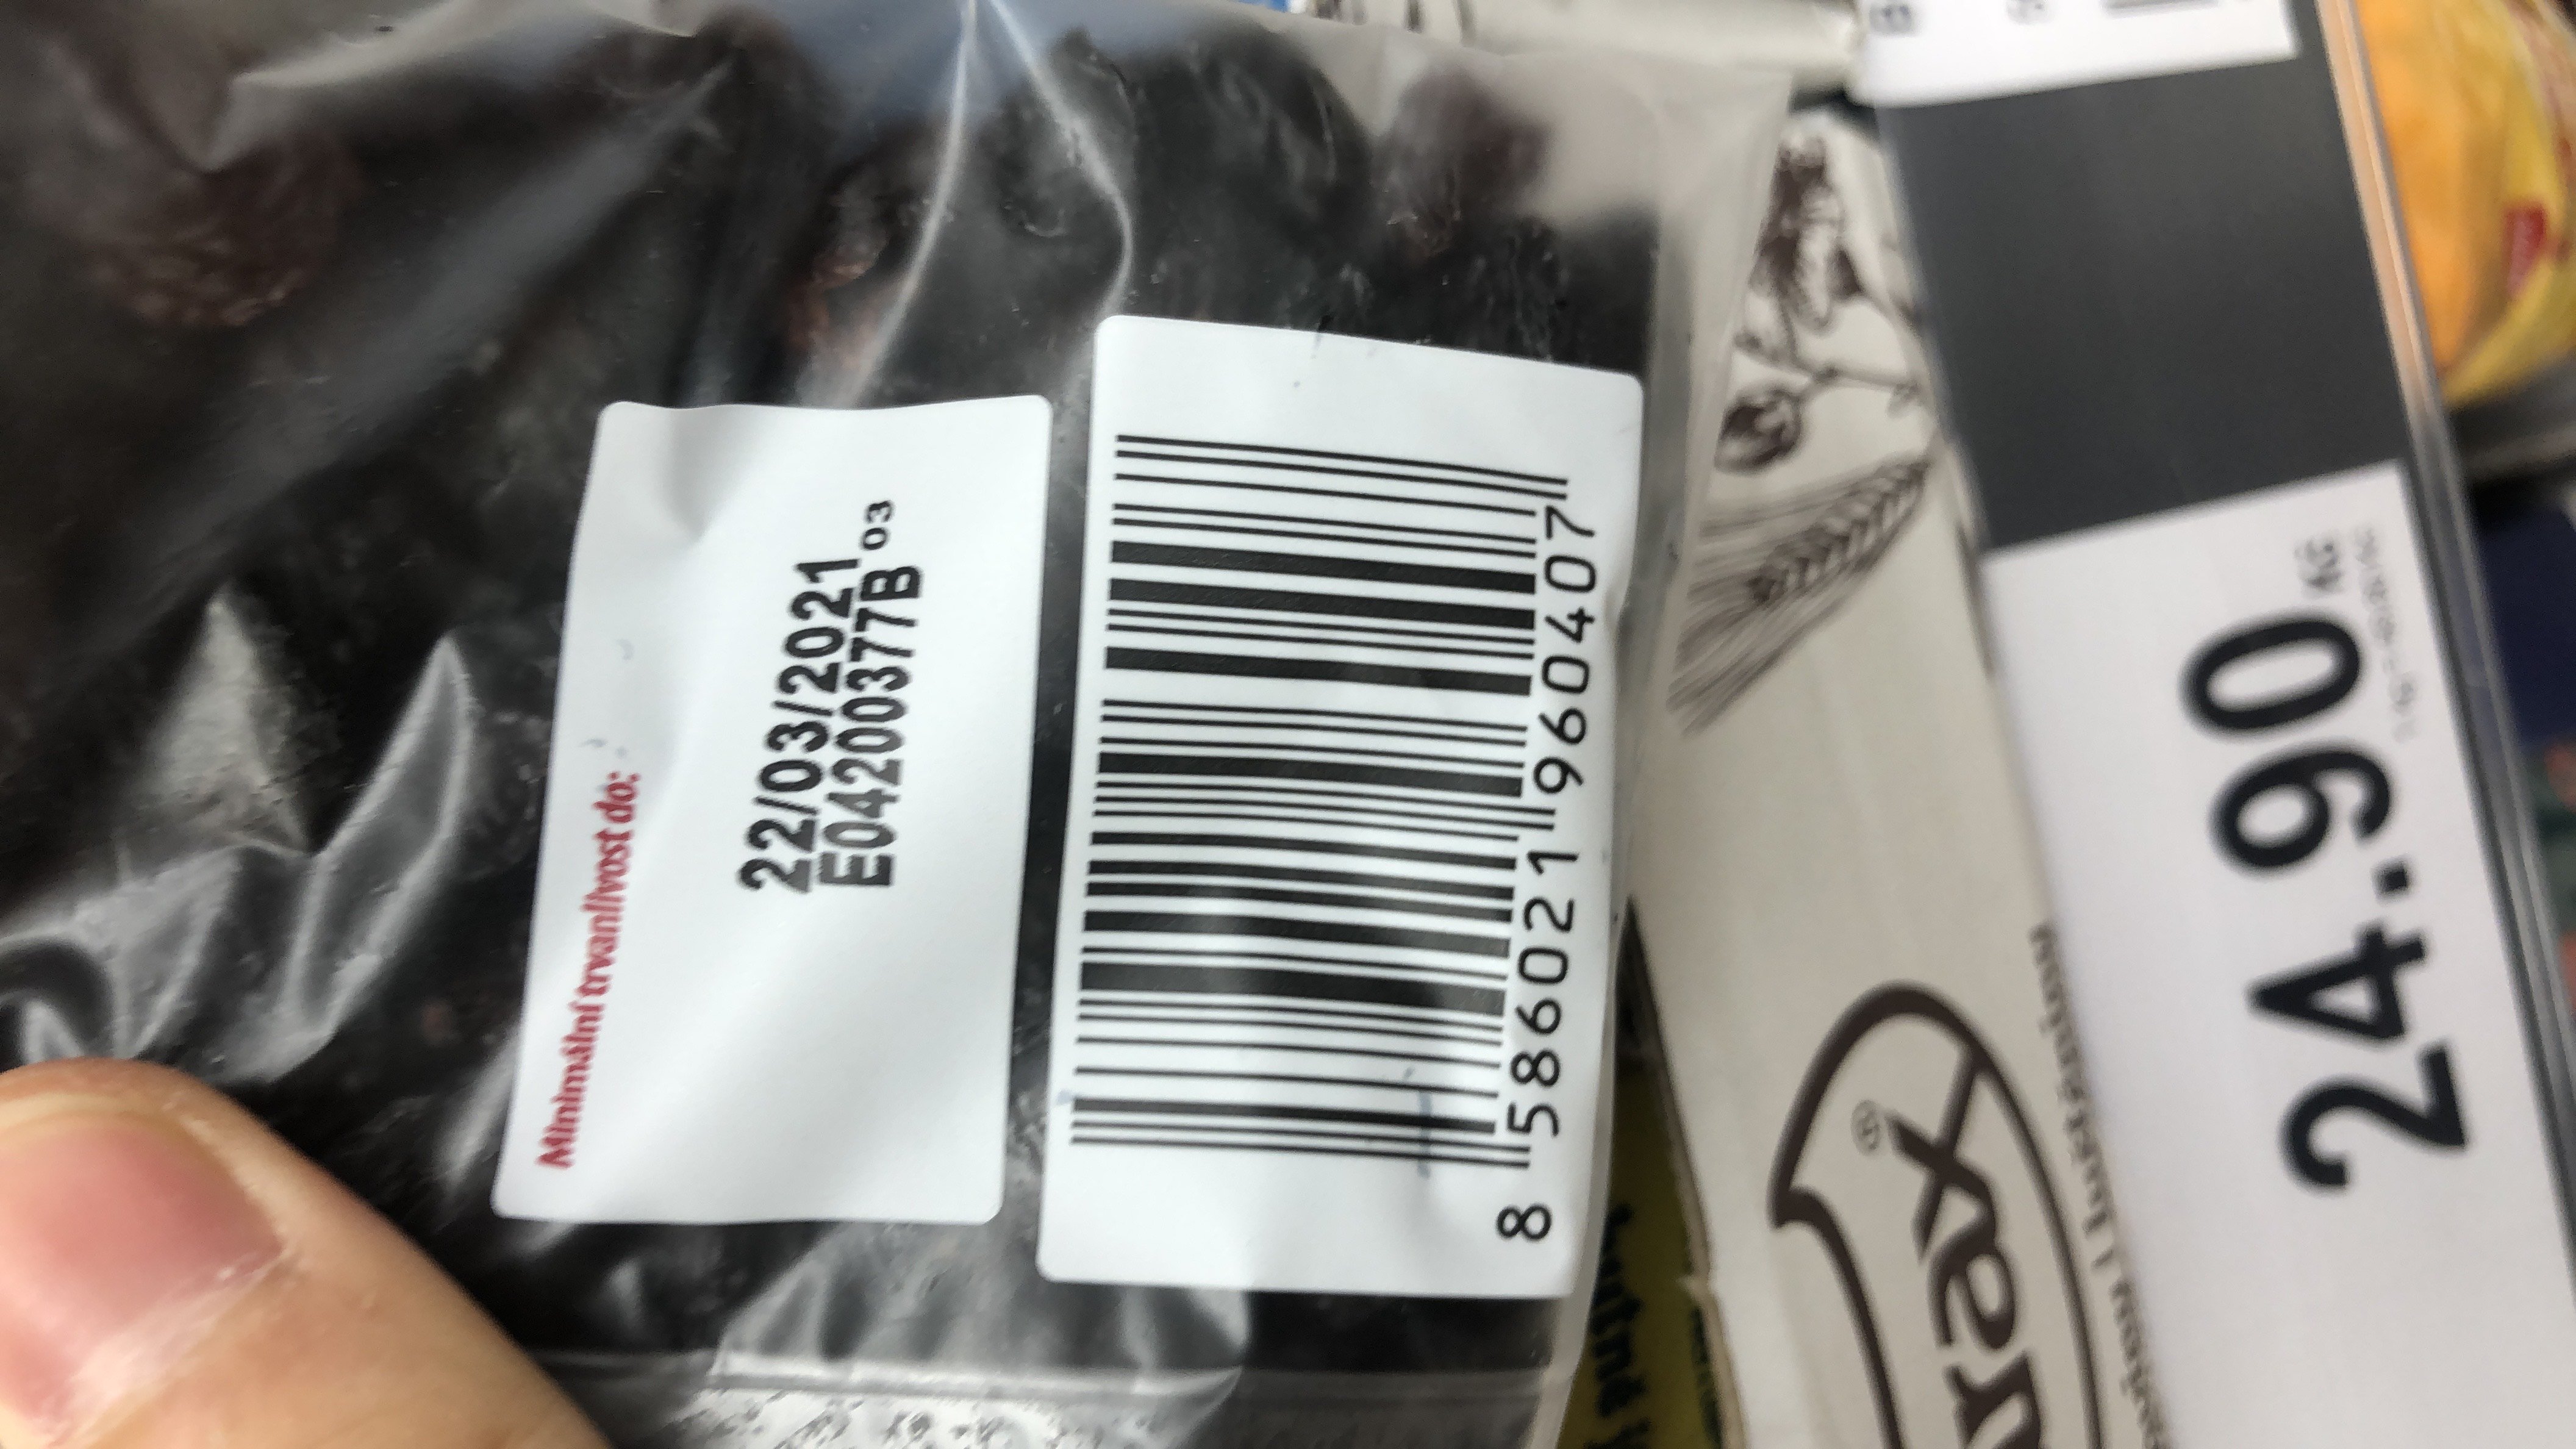 Minimální trvanlivost do:
22/03/2021
E04200377B 03
8 586021 960407
24.90
®